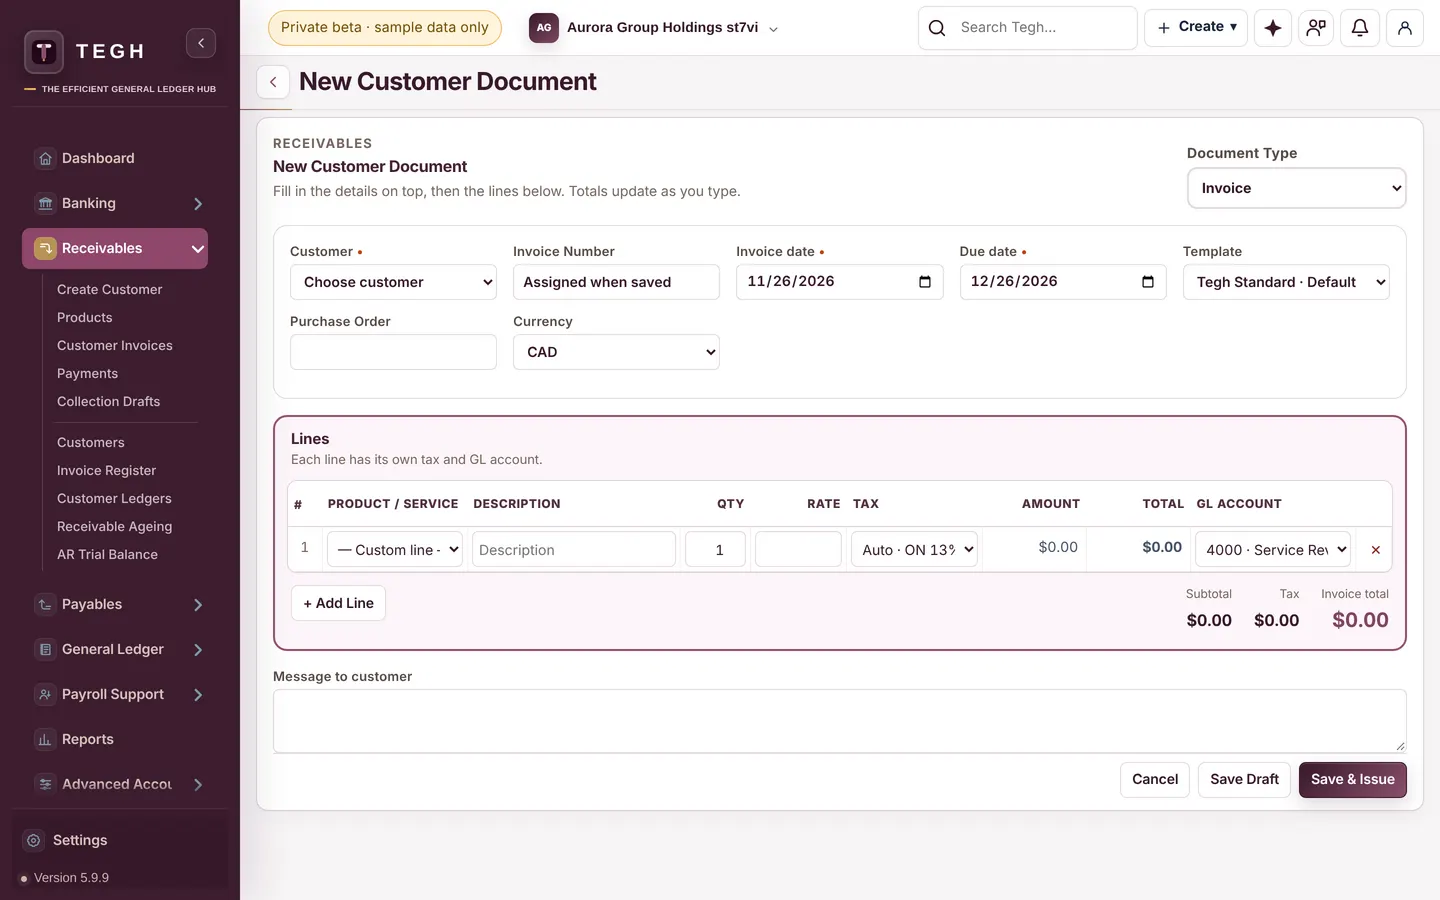 TEGH
THE EFFICIENT GENERAL LEDGER HUB
Dashboard
Banking
Receivables
Create Customer
Products
Customer Invoices
Payments
Collection Drafts
Customers
Invoice Register
Customer Ledgers
Receivable Ageing
AR Trial Balance
Payables
General Ledger
Payroll Support
Reports
Advanced Accou
Settings
Version 5.9.9
Private beta · sample data only
AG Aurora Group Holdings st7vi
Search Tegh...
+ Create ▾
New Customer Document
RECEIVABLES
New Customer Document
Fill in the details on top, then the lines below. Totals update as you type.
Document Type
Invoice
Customer • Invoice Number Invoice date • Due date • Template
Choose customer Assigned when saved 11/26/2026 12/26/2026 Tegh Standard · Default
Purchase Order Currency
CAD
Lines
Each line has its own tax and GL account.
# PRODUCT / SERVICE DESCRIPTION QTY RATE TAX AMOUNT TOTAL GL ACCOUNT
1 — Custom line - Description 1 Auto · ON 13% $0.00 $0.00 4000 · Service Rev ×
+ Add Line
Subtotal Tax Invoice total
$0.00 $0.00 $0.00
Message to customer
Cancel Save Draft Save & Issue